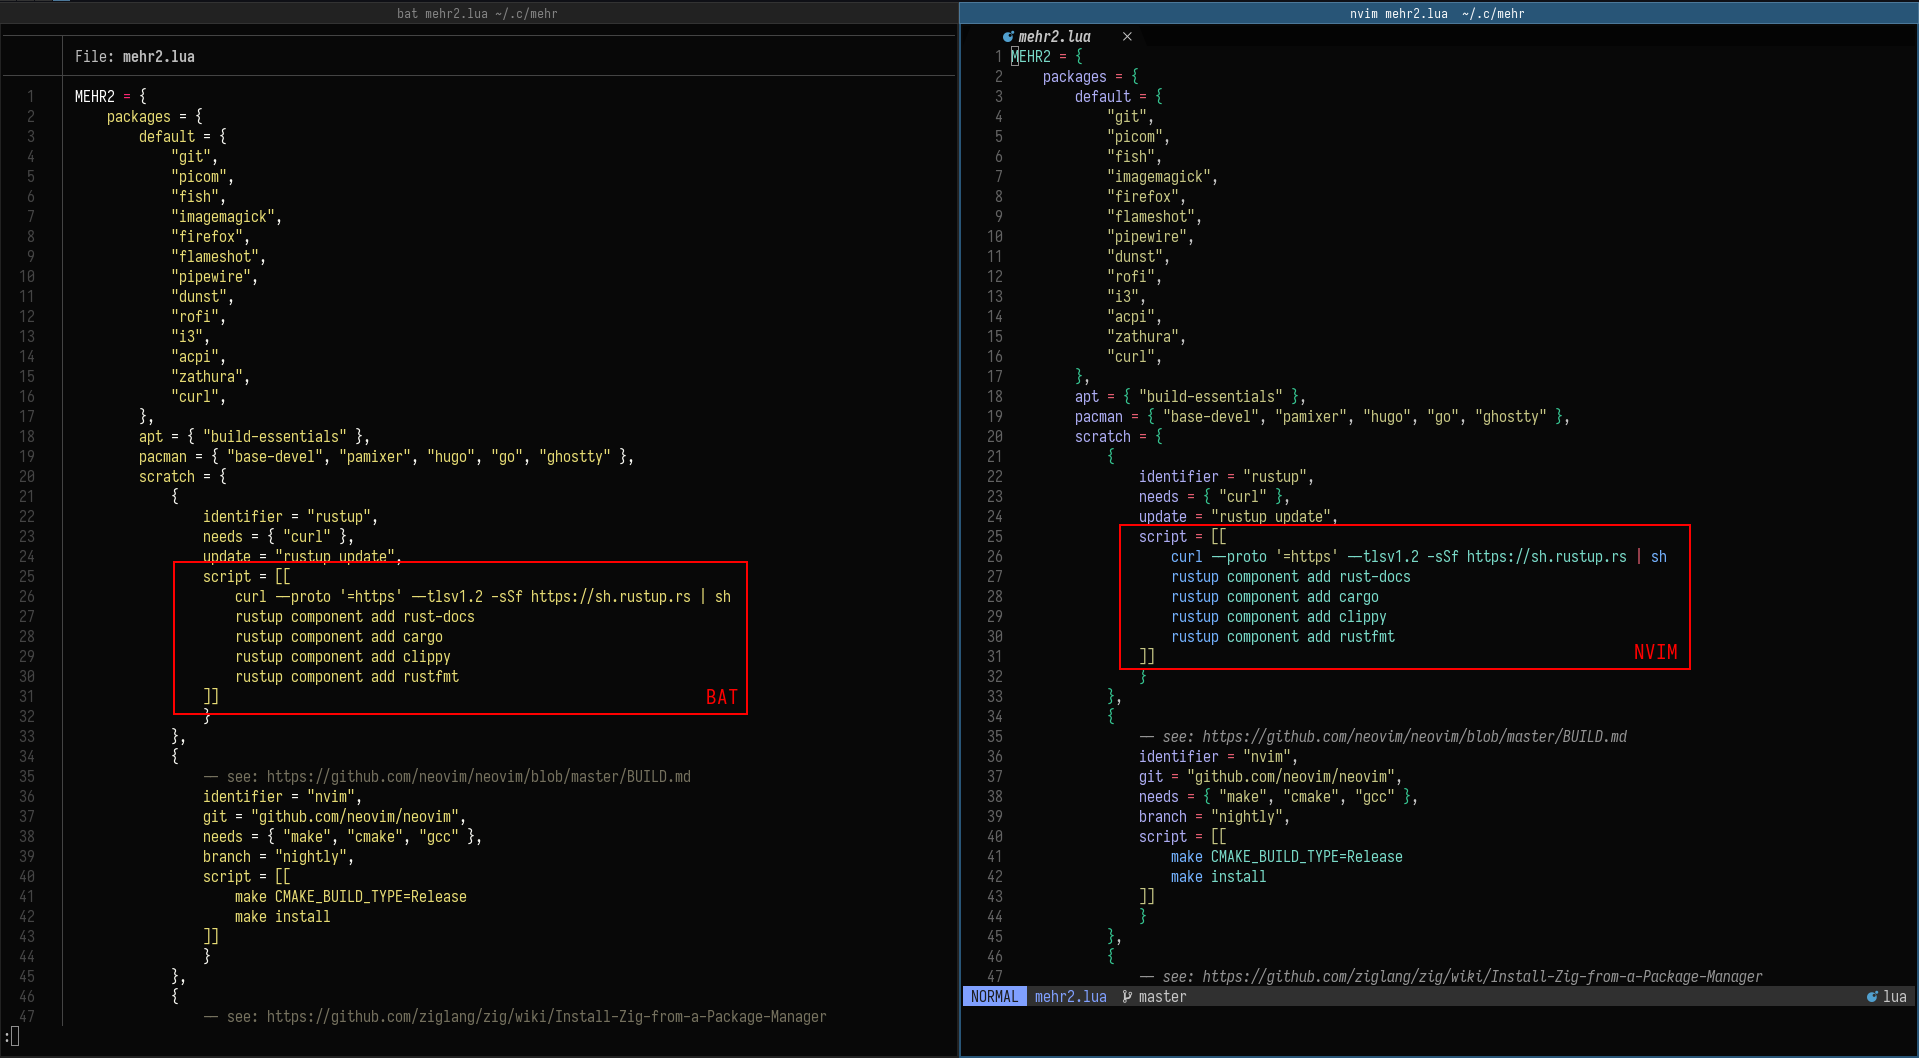 bat mehr2.lua ~/.c/mehr
File: mehr2.lua
1 MEHR2 = {
2 packages = {
3 default = {
4 "git",
5 "picom",
6 "fish",
7 "imagemagick",
8 "firefox",
9 "flameshot",
10 "pipewire",
11 "dunst",
12 "rofi",
13 "i3",
14 "acpi",
15 "zathura",
16 "curl",
17 },
18 apt = { "build-essentials" },
19 pacman = { "base-devel", "pamixer", "hugo", "go", "ghostty" },
20 scratch = {
21 {
22 identifier = "rustup",
23 needs = { "curl" },
24 update = "rustup update",
25 script = [[
26 curl --proto '=https' --tlsv1.2 -sSf https://sh.rustup.rs | sh
27 rustup component add rust-docs
28 rustup component add cargo
29 rustup component add clippy
30 rustup component add rustfmt
31 ]]
BAT
32 }
33 },
34 {
35 -- see: https://github.com/neovim/neovim/blob/master/BUILD.md
36 identifier = "nvim",
37 git = "github.com/neovim/neovim",
38 needs = { "make", "cmake", "gcc" },
39 branch = "nightly",
40 script = [[
41 make CMAKE_BUILD_TYPE=Release
42 make install
43 ]]
44 }
45 },
46 {
47 -- see: https://github.com/ziglang/zig/wiki/Install-Zig-from-a-Package-Manager
:
nvim mehr2.lua ~/.c/mehr
mehr2.lua ×
1 MEHR2 = {
2 packages = {
3 default = {
4 "git",
5 "picom",
6 "fish",
7 "imagemagick",
8 "firefox",
9 "flameshot",
10 "pipewire",
11 "dunst",
12 "rofi",
13 "i3",
14 "acpi",
15 "zathura",
16 "curl",
17 },
18 apt = { "build-essentials" },
19 pacman = { "base-devel", "pamixer", "hugo", "go", "ghostty" },
20 scratch = {
21 {
22 identifier = "rustup",
23 needs = { "curl" },
24 update = "rustup update",
25 script = [[
26 curl --proto '=https' --tlsv1.2 -sSf https://sh.rustup.rs | sh
27 rustup component add rust-docs
28 rustup component add cargo
29 rustup component add clippy
30 rustup component add rustfmt
31 ]]
NVIM
32 }
33 },
34 {
35 -- see: https://github.com/neovim/neovim/blob/master/BUILD.md
36 identifier = "nvim",
37 git = "github.com/neovim/neovim",
38 needs = { "make", "cmake", "gcc" },
39 branch = "nightly",
40 script = [[
41 make CMAKE_BUILD_TYPE=Release
42 make install
43 ]]
44 }
45 },
46 {
47 -- see: https://github.com/ziglang/zig/wiki/Install-Zig-from-a-Package-Manager
NORMAL mehr2.lua master lua